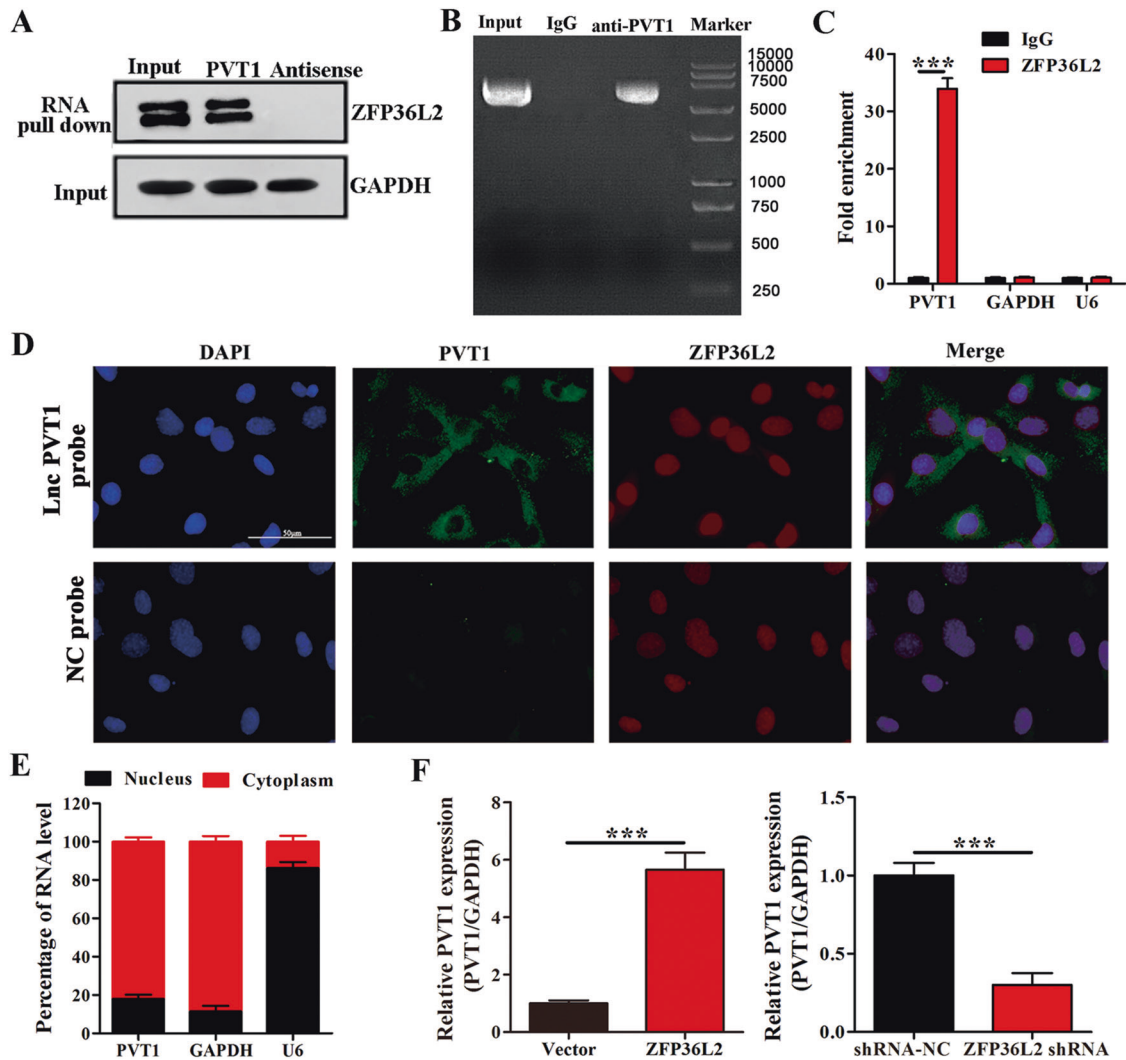 A
Input PVT1 Antisense
RNA
pull down
ZFP36L2
Input
GAPDH
B
Input IgG anti-PVT1 Marker
15000
10000
7500
5000
2500
1000
750
500
250
C
IgG
ZFP36L2
Fold enrichment
40
30
20
10
0
***
PVT1 GAPDH U6
D
DAPI PVT1 ZFP36L2 Merge
Lnc PVT1
probe
50μm
NC probe
E
Nucleus Cytoplasm
Percentage of RNA level
120
100
80
60
40
20
0
PVT1 GAPDH U6
F
Relative PVT1 expression
(PVT1/GAPDH)
8
6
4
2
0
***
Vector ZFP36L2
Relative PVT1 expression
(PVT1/GAPDH)
1.5
1.0
0.5
0.0
***
shRNA-NC ZFP36L2 shRNA